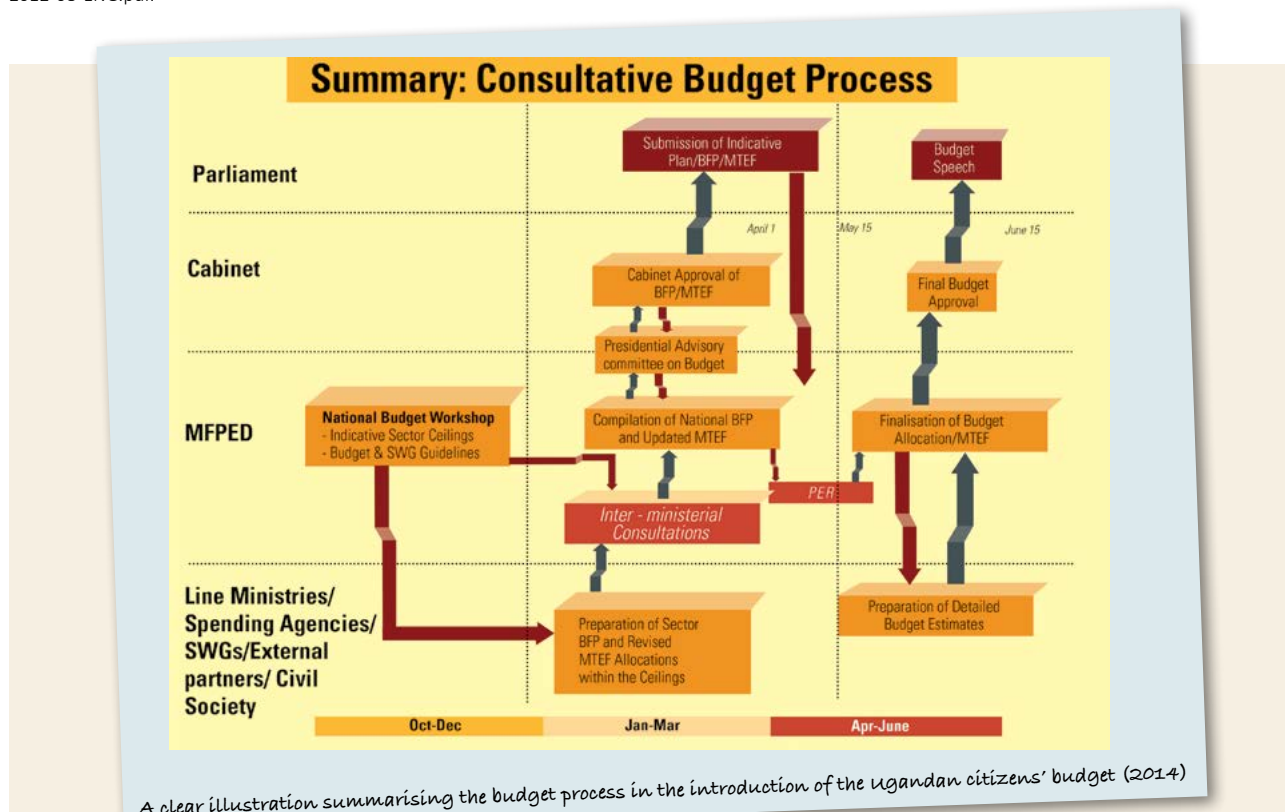 Summary: Consultative Budget Process
Parliament
Submission of Indicative
Plan/BFP/MTEF
Budget
Speech
April 1
May 15
June 15
Cabinet
Cabinet Approval of
BFP/MTEF
Final Budget
Approval
Presidential Advisory
committee on Budget
MFPED
National Budget Workshop
- Indicative Sector Ceilings
- Budget & SWG Guidelines
Compilation of National BFP
and Updated MTEF
Finalisation of Budget
Allocation/MTEF
PER
Inter - ministerial
Consultations
Line Ministries/
Spending Agencies/
SWGs/External
partners/ Civil
Society
Preparation of Sector
BFP and Revised
MTEF Allocations
within the Ceilings
Preparation of Detailed
Budget Estimates
Oct-Dec
Jan-Mar
Apr-June
A clear illustration summarising the budget process in the introduction of the Ugandan citizens' budget (2014)